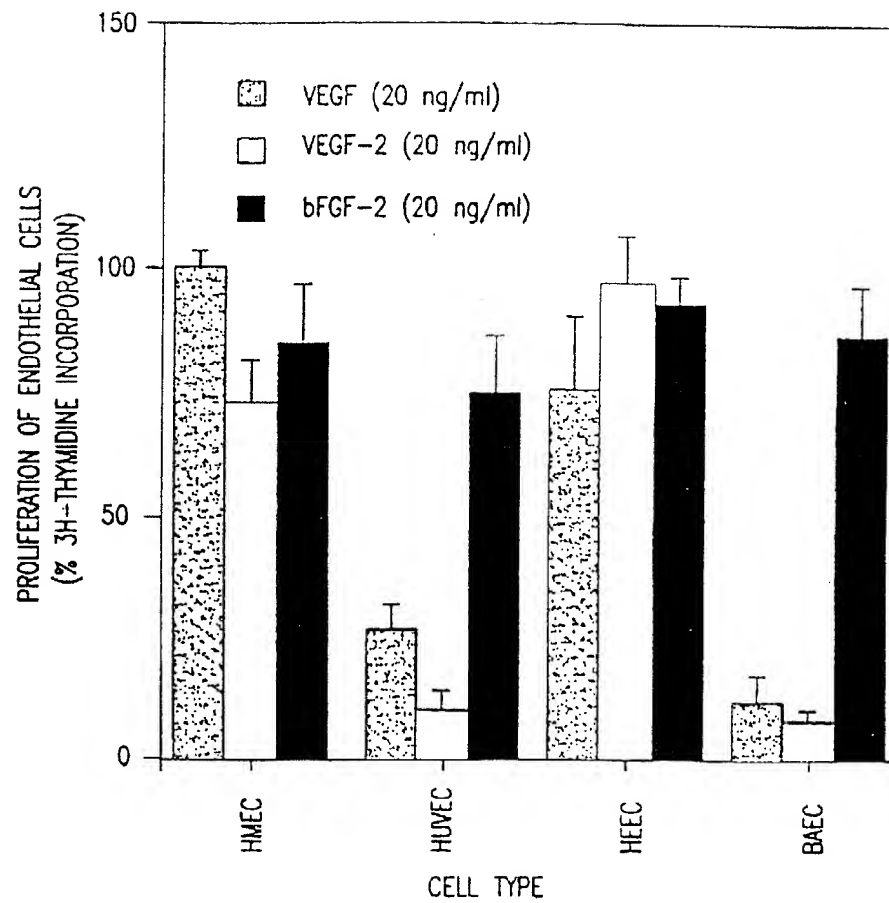 150
100
50
0
VEGF (20 ng/ml)
VEGF-2 (20 ng/ml)
bFGF-2 (20 ng/ml)
PROLIFERATION OF ENDOTHELIAL CELLS
(% 3H-THYMIDINE INCORPORATION)
HMEC
HUVEC
HEEC
BAEC
CELL TYPE